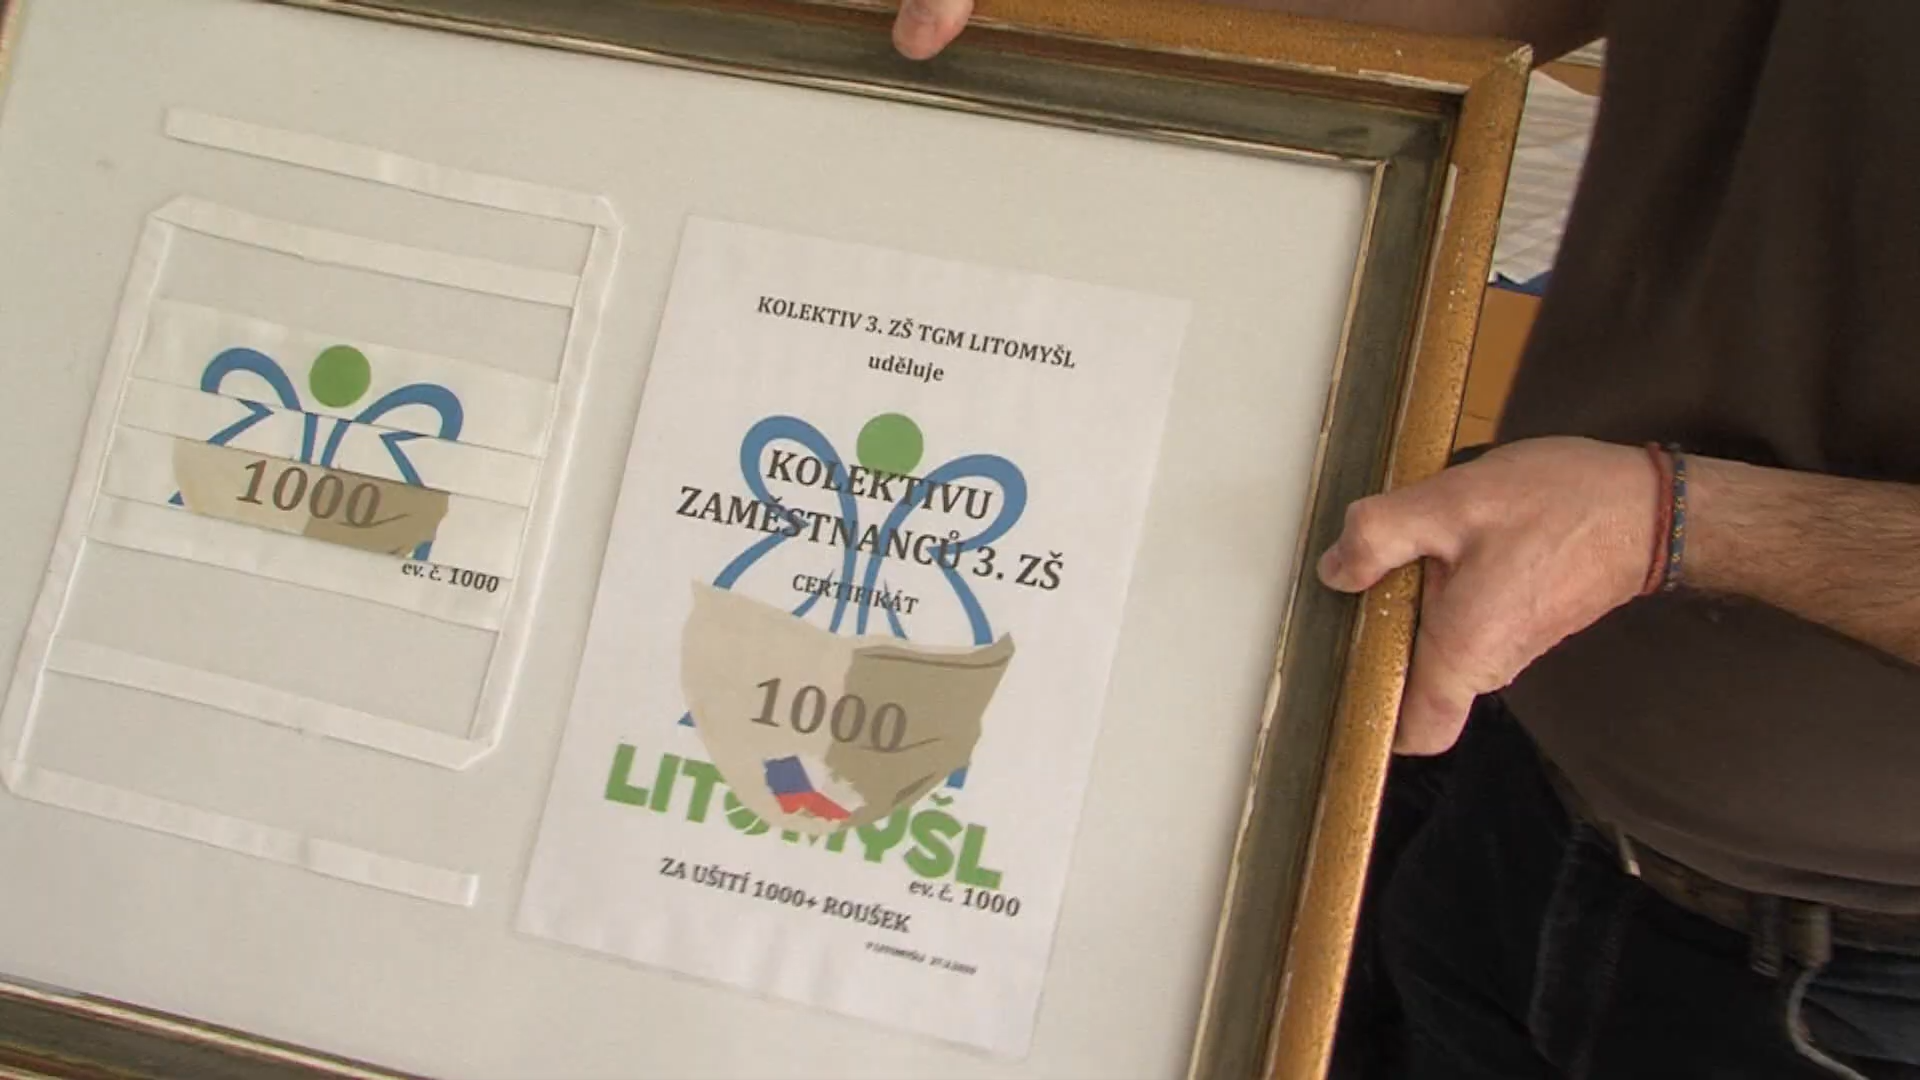 1000
ev. č. 1000
KOLEKTIV 3. ZŠ TGM LITOMYŠL
uděluje
KOLEKTIVU
ZAMĚSTNANCŮ 3. ZŠ
CERTIFIKÁT
1000
LITOMYŠL
ev. č. 1000
ZA UŠITÍ 1000+ ROUŠEK
V LITOMYŠLI